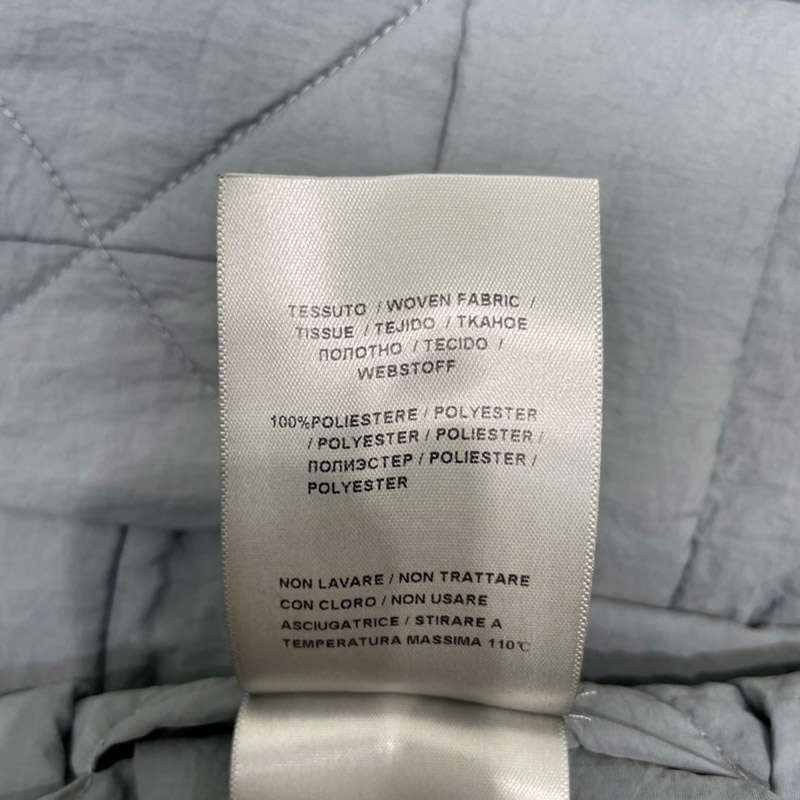 TESSUTO / WOVEN FABRIC /
TISSUE / TEJIDO / ТКАНОЕ
ПОЛОТНО / TECIDO /
WEBSTOFF
100%POLIESTERE / POLYESTER
/ POLYESTER / POLIESTER /
ПОЛИЭСТЕР / POLIESTER /
POLYESTER
NON LAVARE / NON TRATTARE
CON CLORO / NON USARE
ASCIUGATRICE / STIRARE A
TEMPERATURA MASSIMA 110℃